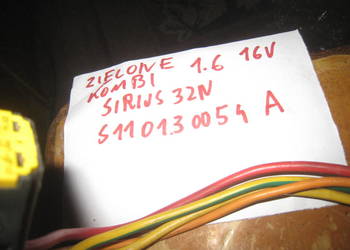 ZIELONE 1.6 16V
KOMBI
SIRIUS 32N
S110130054 A